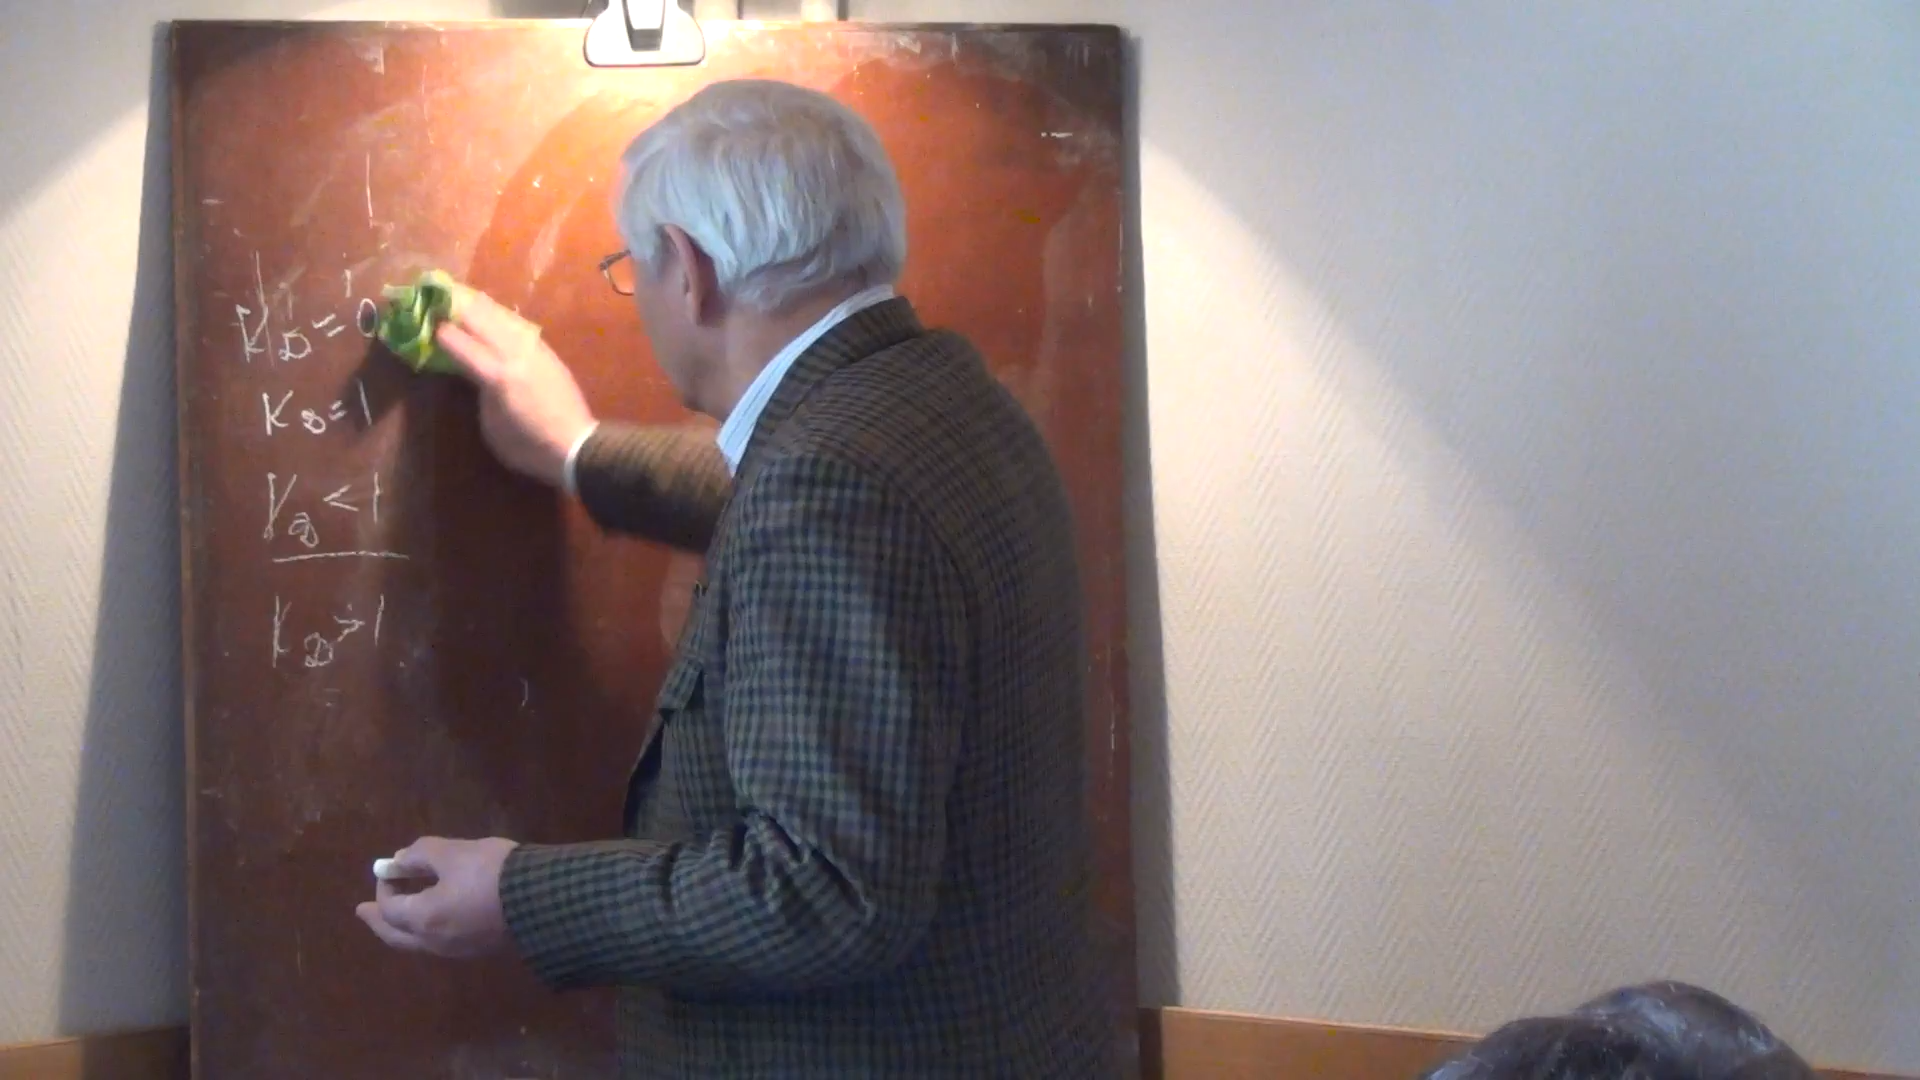 K_D = 0
K_D = 1
K_D < 1
K_D > 1